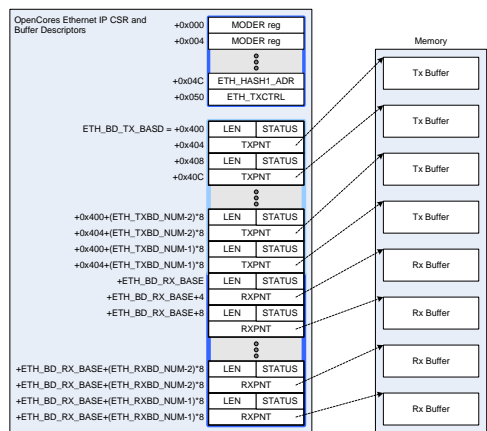 OpenCores Ethernet IP CSR and
Buffer Descriptors
+0x000 MODER reg
+0x004 MODER reg
+0x04C ETH_HASH1_ADR
+0x050 ETH_TXCTRL
ETH_BD_TX_BASD = +0x400 LEN STATUS
+0x404 TXPNT
+0x408 LEN STATUS
+0x40C TXPNT
+0x400+(ETH_TXBD_NUM-2)*8 LEN STATUS
+0x404+(ETH_TXBD_NUM-2)*8 TXPNT
+0x400+(ETH_TXBD_NUM-1)*8 LEN STATUS
+0x404+(ETH_TXBD_NUM-1)*8 TXPNT
+ETH_BD_RX_BASE LEN STATUS
+ETH_BD_RX_BASE+4 RXPNT
+ETH_BD_RX_BASE+8 LEN STATUS
RXPNT
+ETH_BD_RX_BASE+(ETH_RXBD_NUM-2)*8 LEN STATUS
+ETH_BD_RX_BASE+(ETH_RXBD_NUM-2)*8 RXPNT
+ETH_BD_RX_BASE+(ETH_RXBD_NUM-1)*8 LEN STATUS
+ETH_BD_RX_BASE+(ETH_RXBD_NUM-1)*8 RXPNT
Memory
Tx Buffer
Tx Buffer
Tx Buffer
Tx Buffer
Rx Buffer
Rx Buffer
Rx Buffer
Rx Buffer